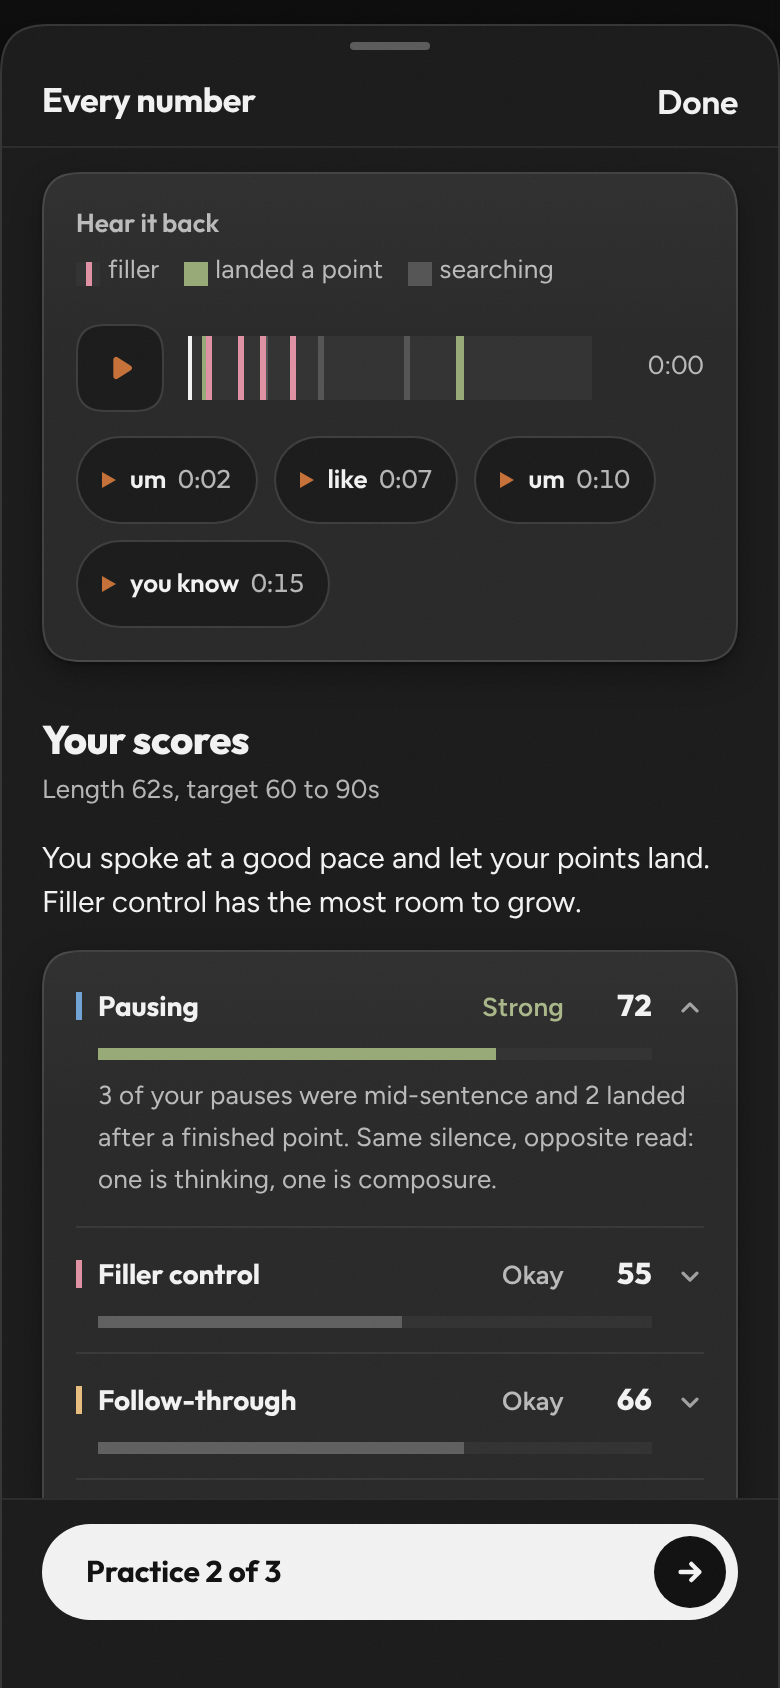 Every number
Done
Hear it back
filler
landed a point
searching
0:00
um 0:02
like 0:07
um 0:10
you know 0:15
Your scores
Length 62s, target 60 to 90s
You spoke at a good pace and let your points land.
Filler control has the most room to grow.
Pausing Strong 72
3 of your pauses were mid-sentence and 2 landed
after a finished point. Same silence, opposite read:
one is thinking, one is composure.
Filler control Okay 55
Follow-through Okay 66
Practice 2 of 3